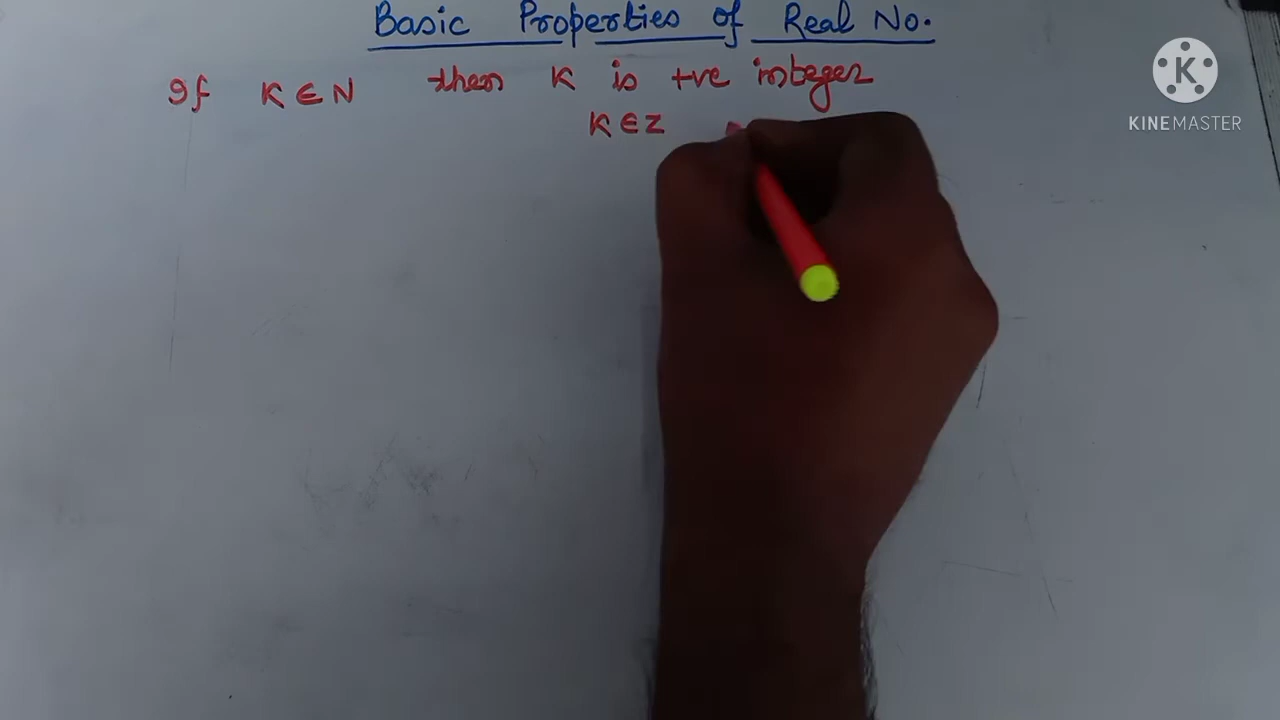 Basic Properties of Real No.
If K ∈ N then K is +ve integer
K ∈ Z
KINEMASTER